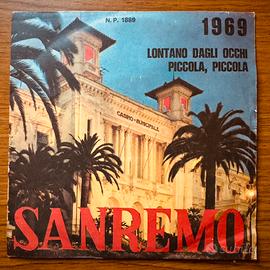 N.P. 1889
1969
LONTANO DAGLI OCCHI
PICCOLA, PICCOLA
CASINO MUNICIPALE
SANREMO